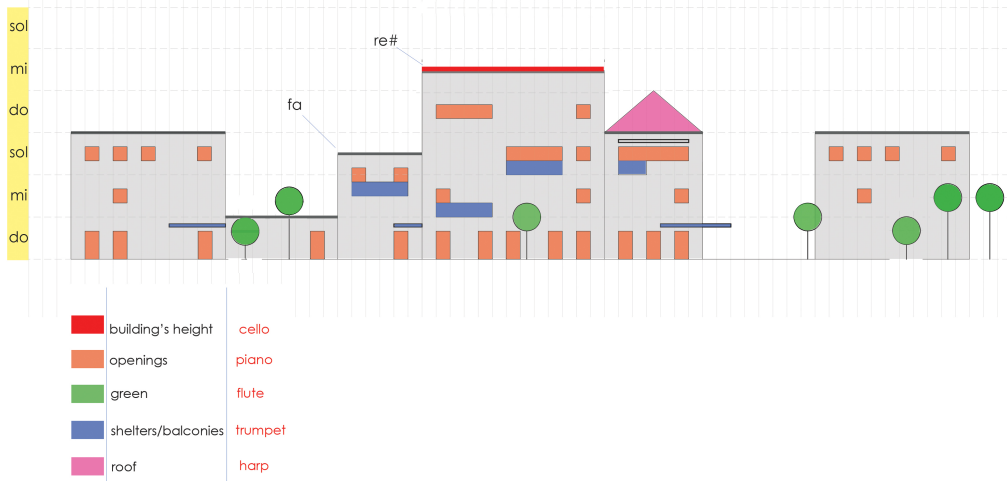 sol
re#
mi
fa
do
sol
mi
do
building's height cello
openings piano
green flute
shelters/balconies trumpet
roof harp